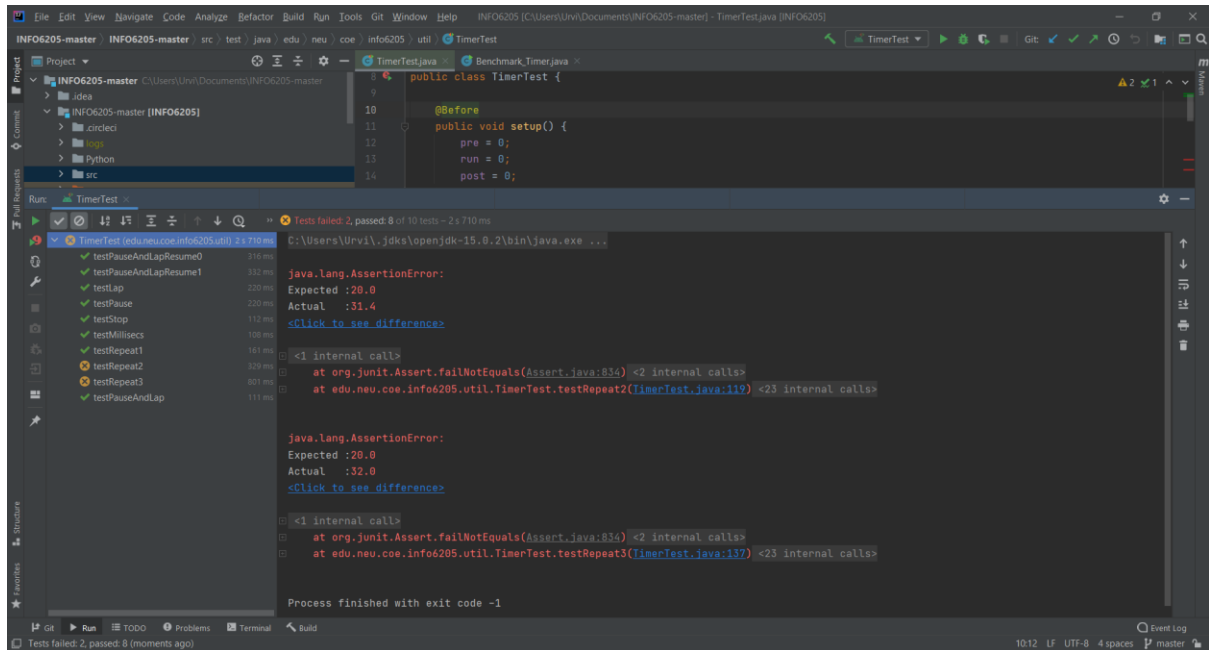 File Edit View Navigate Code Analyze Refactor Build Run Tools Git Window Help INFO6205 [C:\Users\Urvi\Documents\INFO6205-master] - TimerTest.java [INFO6205]
INFO6205-master INFO6205-master src test java edu neu coe info6205 util TimerTest TimerTest Git:
Project TimerTest.java Benchmark_Timer.java
INFO6205-master C:\Users\Urvi\Documents\INFO6205-master 8 public class TimerTest { 2 1
.idea 9
INFO6205-master [INFO6205] 10 @Before
.circleci 11 public void setup() {
logs 12 pre = 0;
Python 13 run = 0;
src 14 post = 0;
Run: TimerTest
Tests failed: 2, passed: 8 of 10 tests – 2 s 710 ms
TimerTest (edu.neu.coe.info6205.util) 2 s 710 ms C:\Users\Urvi\.jdks\openjdk-15.0.2\bin\java.exe ...
testPauseAndLapResume0 316 ms
testPauseAndLapResume1 332 ms java.lang.AssertionError:
testLap 220 ms Expected :20.0
testPause 220 ms Actual :31.4
testStop 112 ms <Click to see difference>
testMillisecs 108 ms
testRepeat1 161 ms <1 internal call>
testRepeat2 329 ms at org.junit.Assert.failNotEquals(Assert.java:834) <2 internal calls>
testRepeat3 801 ms at edu.neu.coe.info6205.util.TimerTest.testRepeat2(TimerTest.java:119) <23 internal calls>
testPauseAndLap 111 ms
java.lang.AssertionError:
Expected :20.0
Actual :32.0
<Click to see difference>
<1 internal call>
at org.junit.Assert.failNotEquals(Assert.java:834) <2 internal calls>
at edu.neu.coe.info6205.util.TimerTest.testRepeat3(TimerTest.java:137) <23 internal calls>
Process finished with exit code -1
Project
Commit
Pull Requests
Structure
Favorites
Maven
Git Run TODO Problems Terminal Build Event Log
Tests failed: 2, passed: 8 (moments ago) 10:12 LF UTF-8 4 spaces master